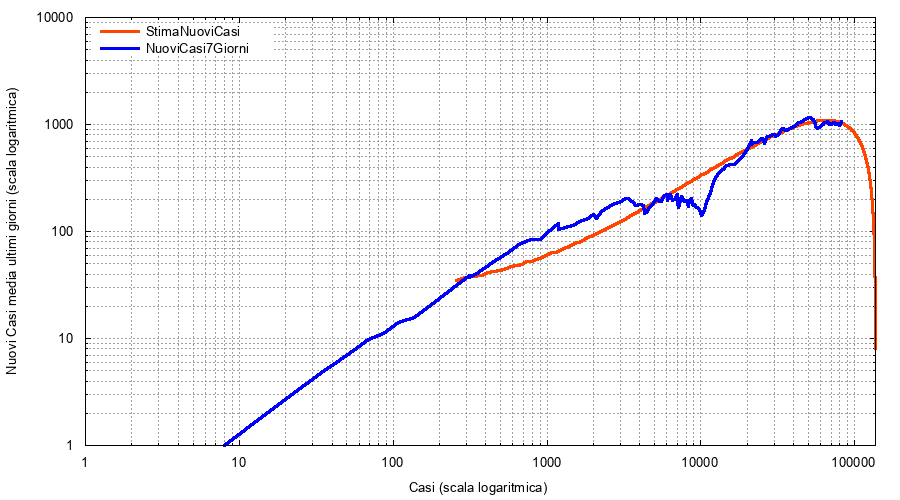 10000
1000
100
10
1
StimaNuoviCasi
NuoviCasi7Giorni
Nuovi Casi media ultimi giorni (scala logaritmica)
1 10 100 1000 10000 100000
Casi (scala logaritmica)